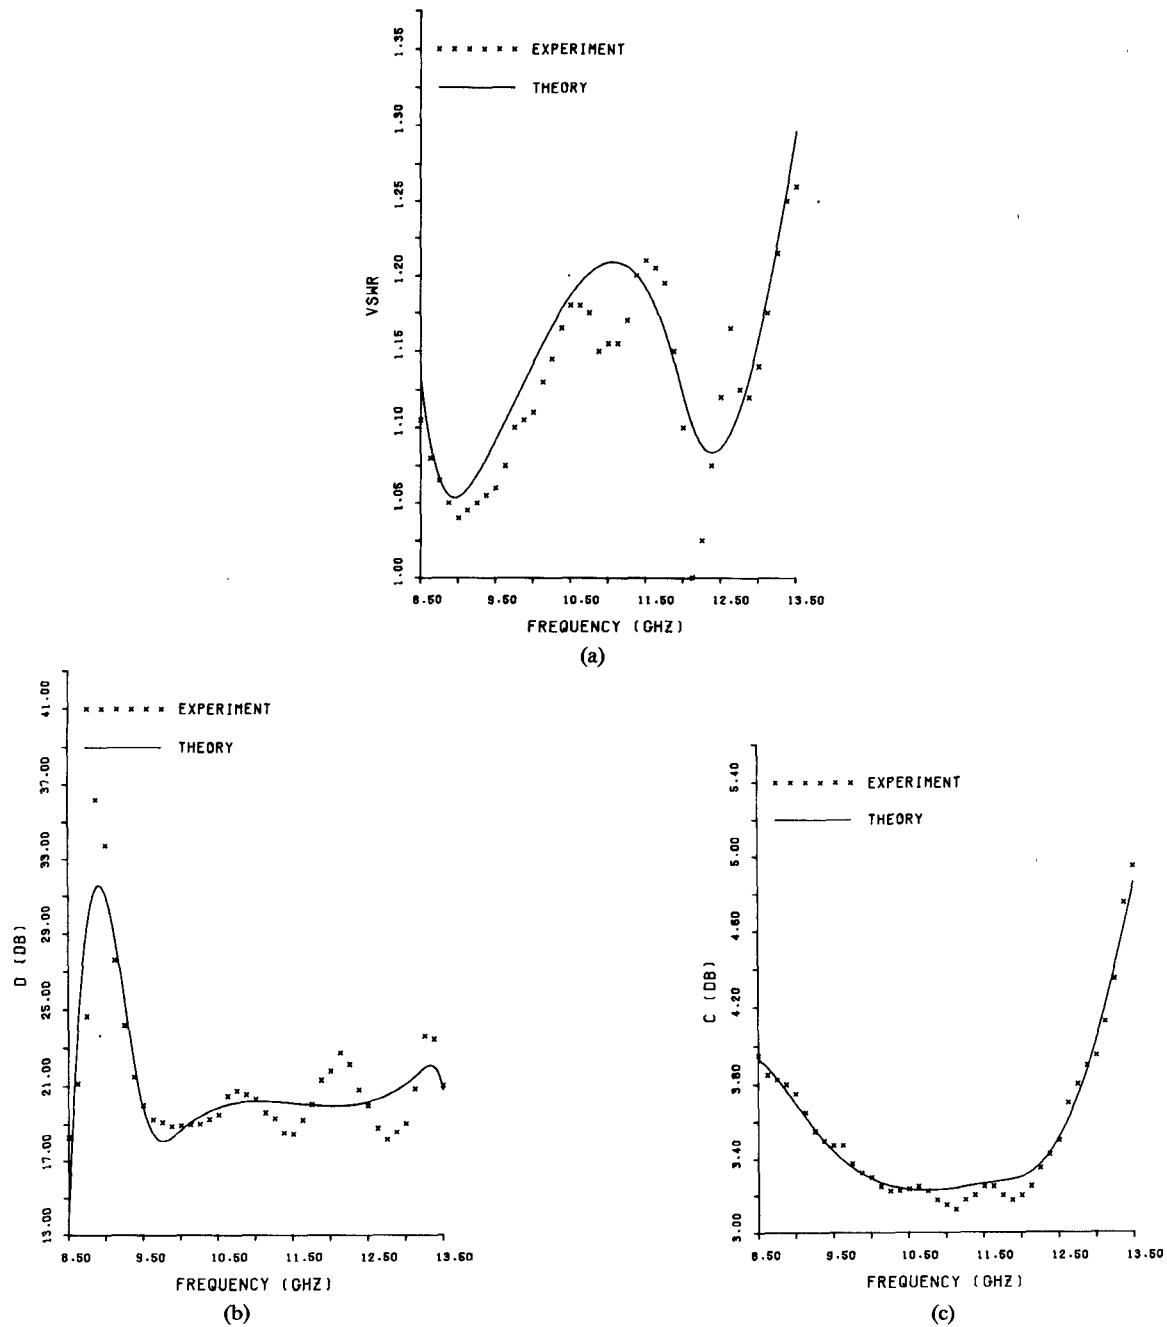 1.35
EXPERIMENT
THEORY
1.30
1.25
1.20
VSWR
1.15
1.10
1.05
1.00
8.50 9.50 10.50 11.50 12.50 13.50
FREQUENCY (GHZ)
(a)
41.00
EXPERIMENT
THEORY
37.00
33.00
29.00
D (DB)
25.00
21.00
17.00
13.00
8.50 9.50 10.50 11.50 12.50 13.50
FREQUENCY (GHZ)
(b)
5.40
EXPERIMENT
THEORY
5.00
4.60
C (DB)
4.20
3.80
3.40
3.00
8.50 9.50 10.50 11.50 12.50 13.50
FREQUENCY (GHZ)
(c)